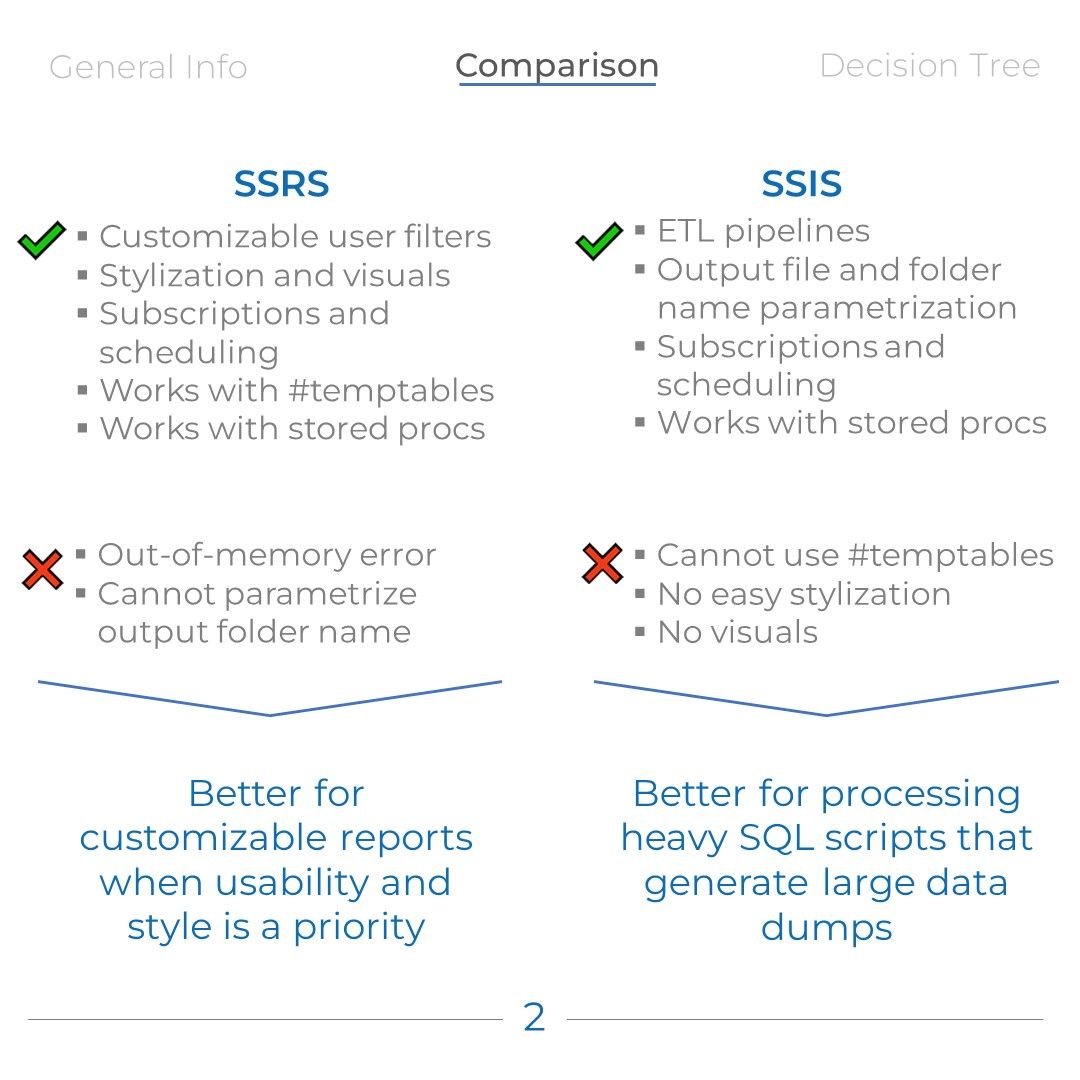 General Info
Comparison
Decision Tree
SSRS
▪ Customizable user filters
▪ Stylization and visuals
▪ Subscriptions and
scheduling
▪ Works with #temptables
▪ Works with stored procs
▪ Out-of-memory error
▪ Cannot parametrize
output folder name
Better for
customizable reports
when usability and
style is a priority
SSIS
▪ ETL pipelines
▪ Output file and folder
name parametrization
▪ Subscriptions and
scheduling
▪ Works with stored procs
▪ Cannot use #temptables
▪ No easy stylization
▪ No visuals
Better for processing
heavy SQL scripts that
generate large data
dumps
2